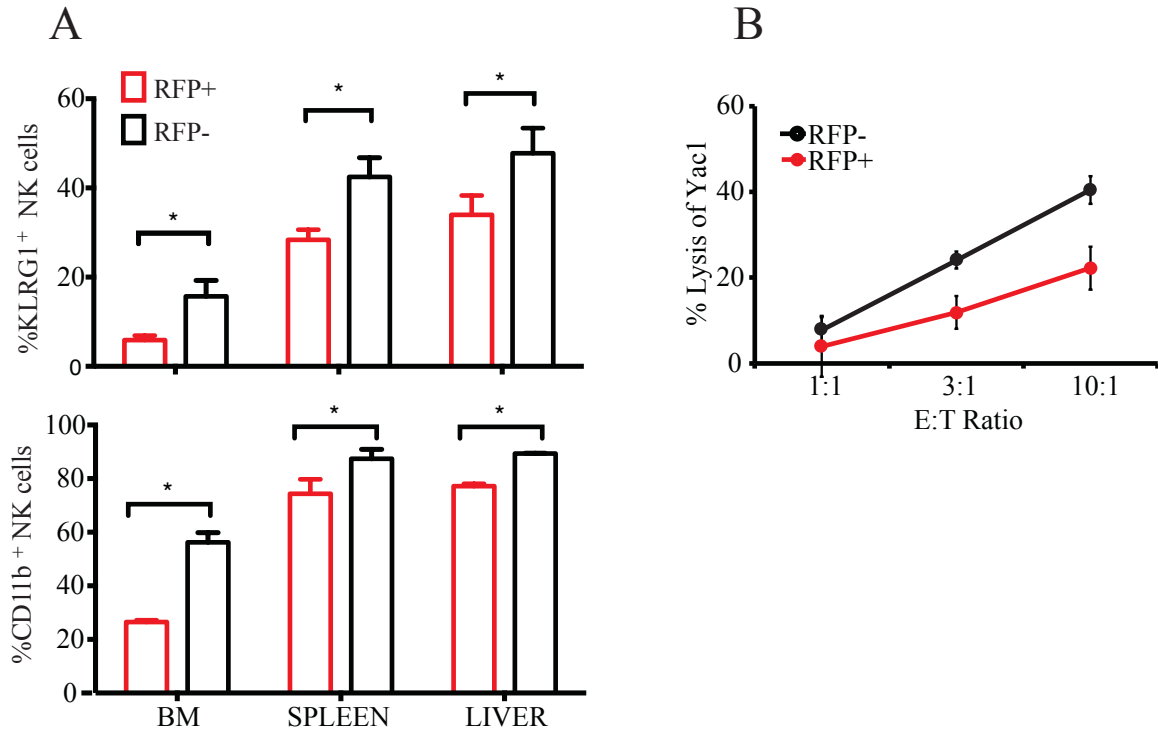 A
RFP+
RFP-
%KLRG1+ NK cells
60
40
20
0
*
*
*
%CD11b+ NK cells
100
80
60
40
20
0
*
*
*
BM SPLEEN LIVER
B
RFP-
RFP+
% Lysis of Yac1
60
40
20
0
1:1 3:1 10:1
E:T Ratio